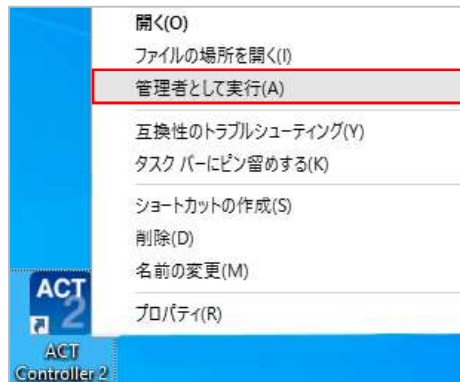 開く(O)
ファイルの場所を開く(I)
管理者として実行(A)
互換性のトラブルシューティング(Y)
タスク バーにピン留めする(K)
ショートカットの作成(S)
削除(D)
名前の変更(M)
プロパティ(R)
ACT
2
ACT
Controller 2